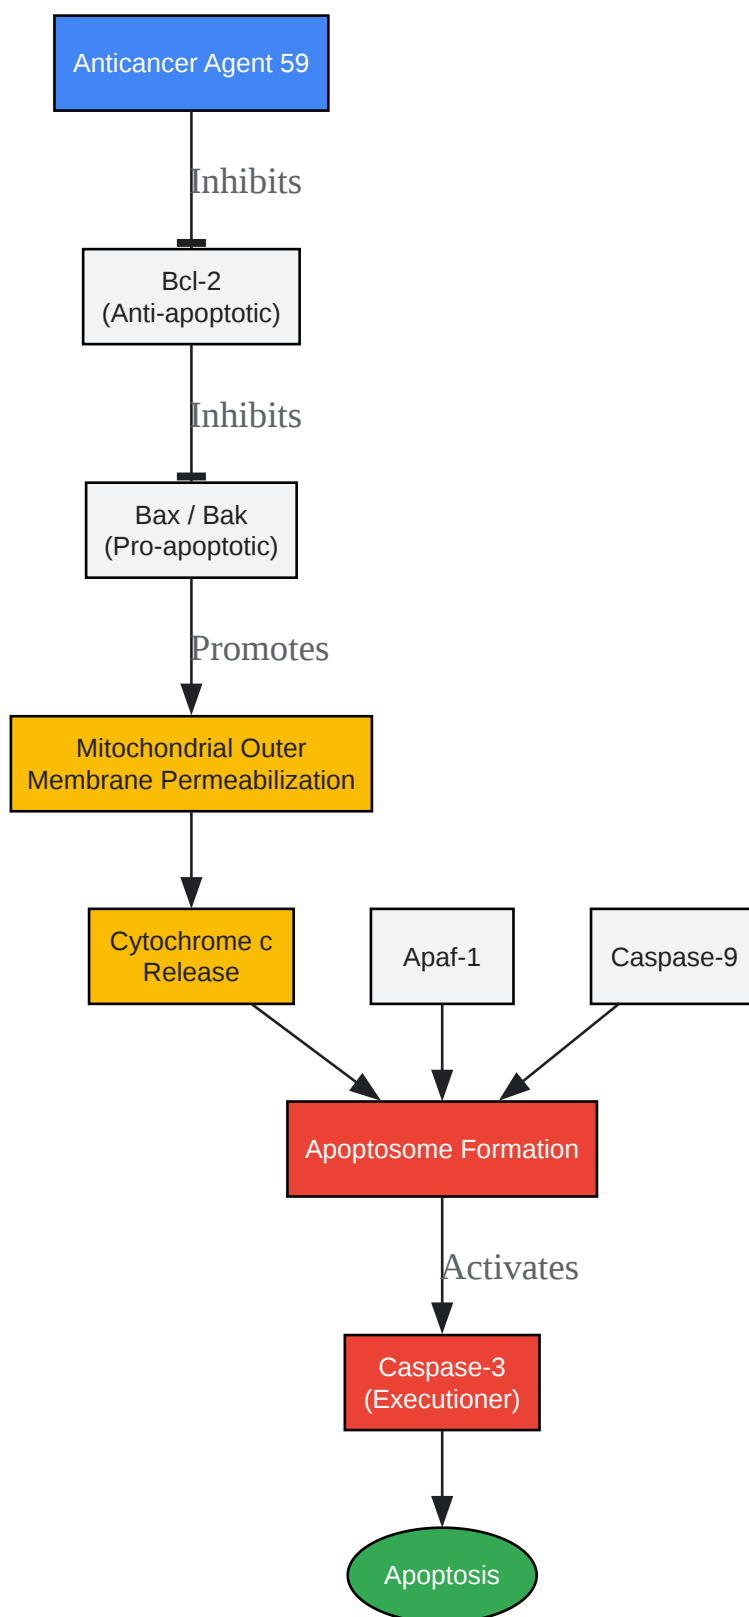 Anticancer Agent 59
Inhibits
Bcl-2
(Anti-apoptotic)
Inhibits
Bax / Bak
(Pro-apoptotic)
Promotes
Mitochondrial Outer
Membrane Permeabilization
Cytochrome c
Release
Apaf-1
Caspase-9
Apoptosome Formation
Activates
Caspase-3
(Executioner)
Apoptosis